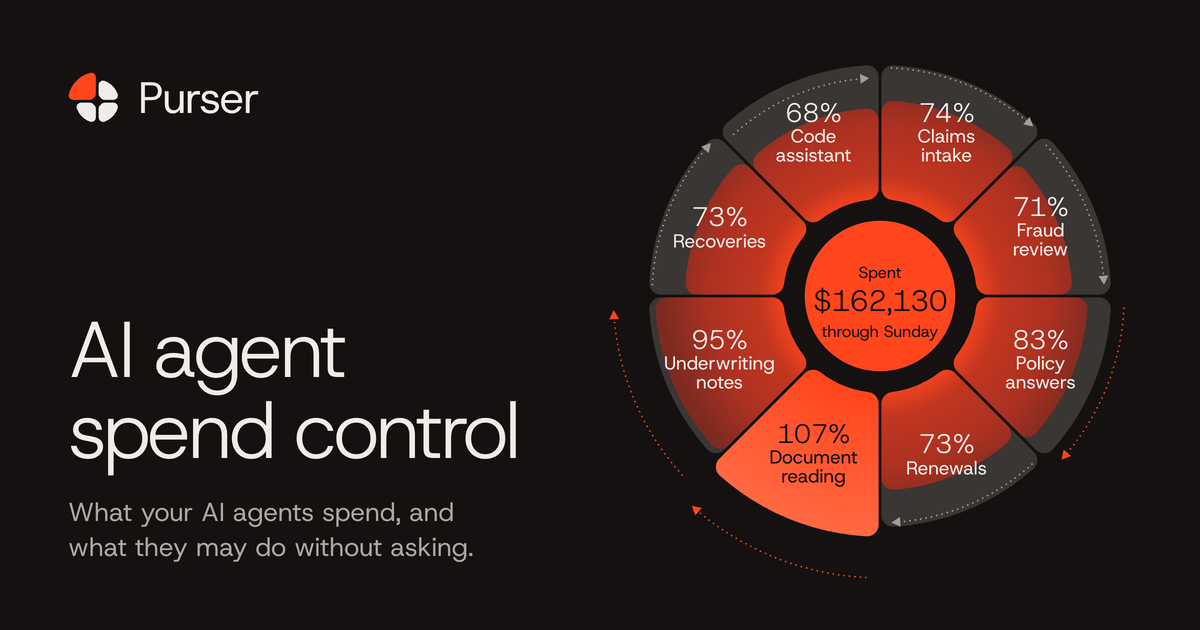 Purser
AI agent
spend control
What your AI agents spend, and
what they may do without asking.
68%
Code
assistant
74%
Claims
intake
73%
Recoveries
71%
Fraud
review
Spent
$162,130
through Sunday
95%
Underwriting
notes
83%
Policy
answers
107%
Document
reading
73%
Renewals